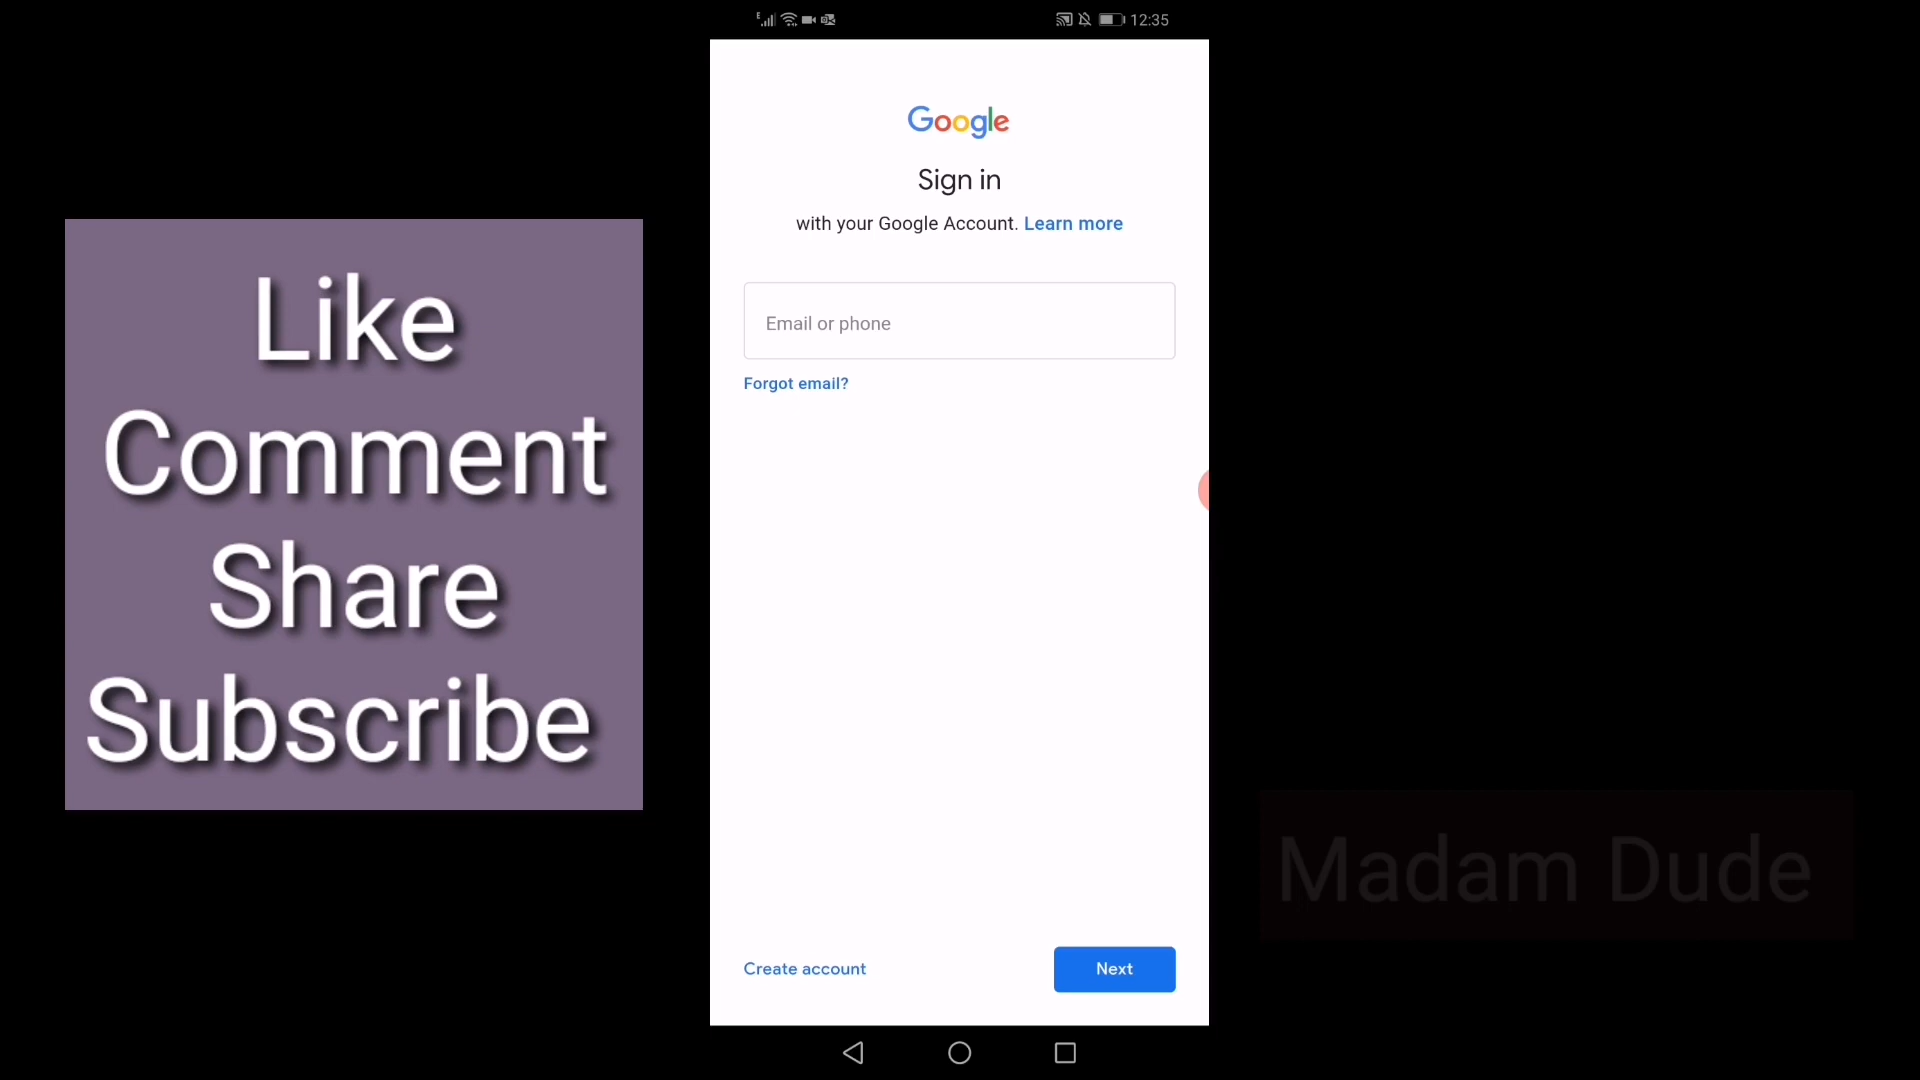 E
12:35
Like
Comment
Share
Subscribe
Google
Sign in
with your Google Account. Learn more
Email or phone
Forgot email?
Create account
Next
Madam Dude